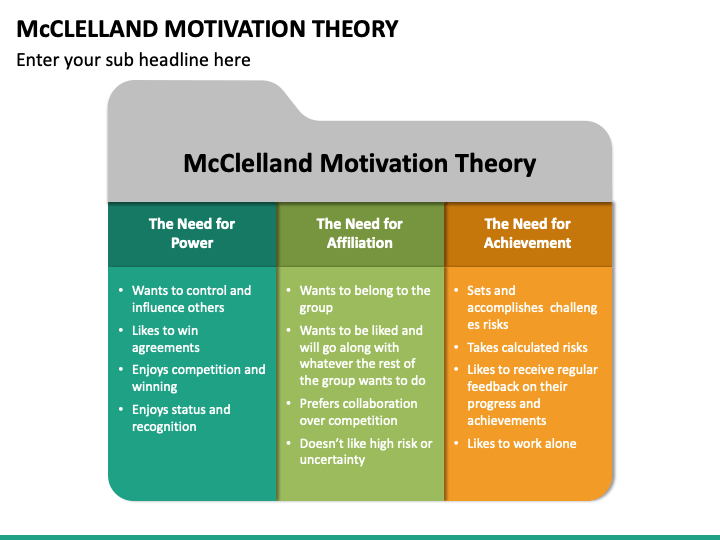 McCLELLAND MOTIVATION THEORY
Enter your sub headline here
McClelland Motivation Theory
The Need for
Power
• Wants to control and
influence others
• Likes to win
agreements
• Enjoys competition and
winning
• Enjoys status and
recognition
The Need for
Affiliation
• Wants to belong to the
group
• Wants to be liked and
will go along with
whatever the rest of
the group wants to do
• Prefers collaboration
over competition
• Doesn’t like high risk or
uncertainty
The Need for
Achievement
• Sets and
accomplishes challeng
es risks
• Takes calculated risks
• Likes to receive regular
feedback on their
progress and
achievements
• Likes to work alone